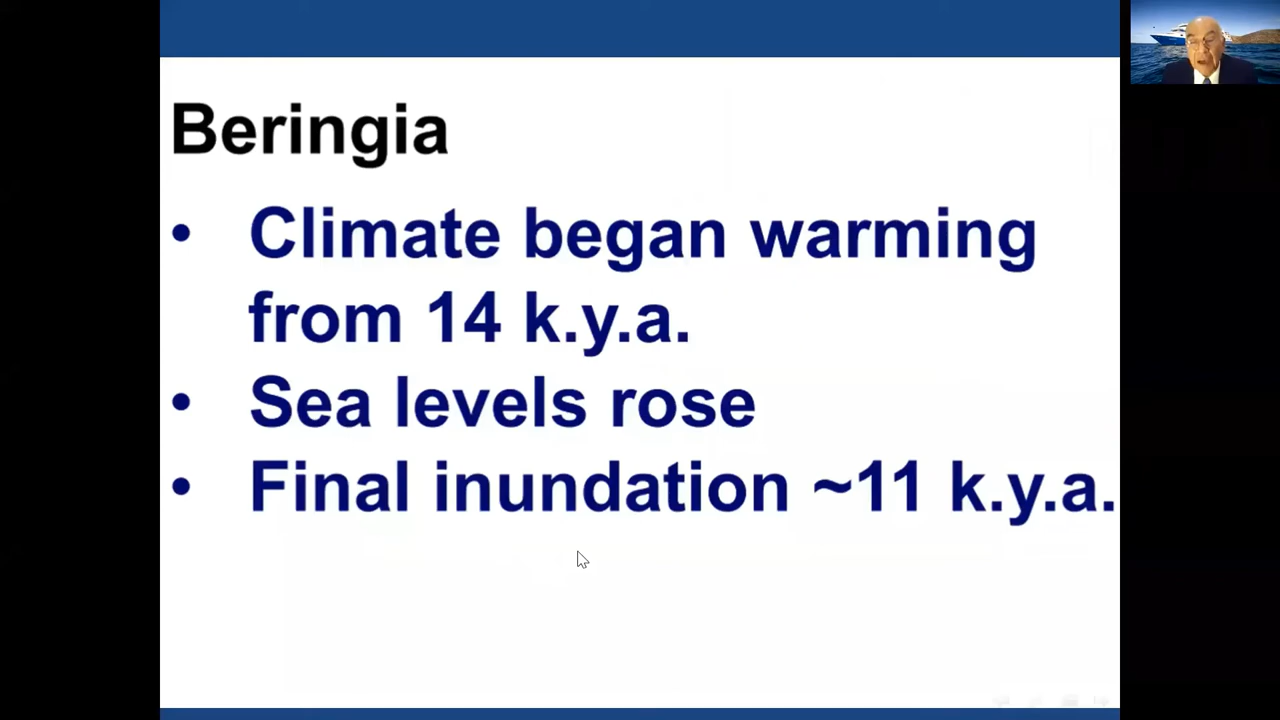 Beringia
• Climate began warming
from 14 k.y.a.
• Sea levels rose
• Final inundation ~11 k.y.a.